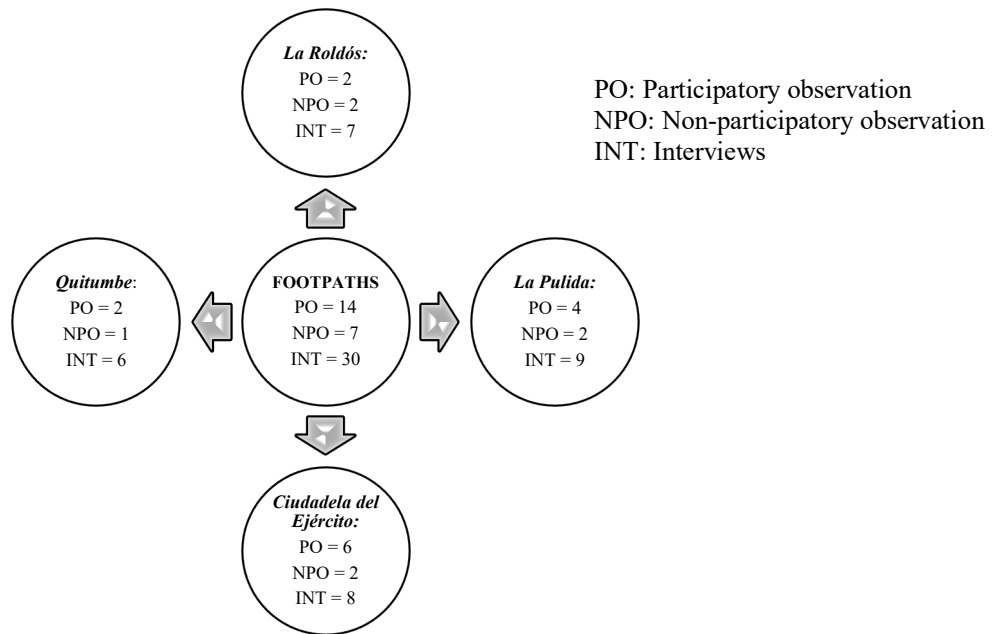 La Roldós:
PO = 2
NPO = 2
INT = 7
PO: Participatory observation
NPO: Non-participatory observation
INT: Interviews
Quitumbe:
PO = 2
NPO = 1
INT = 6
FOOTPATHS
PO = 14
NPO = 7
INT = 30
La Pulida:
PO = 4
NPO = 2
INT = 9
Ciudadela del
Ejército:
PO = 6
NPO = 2
INT = 8